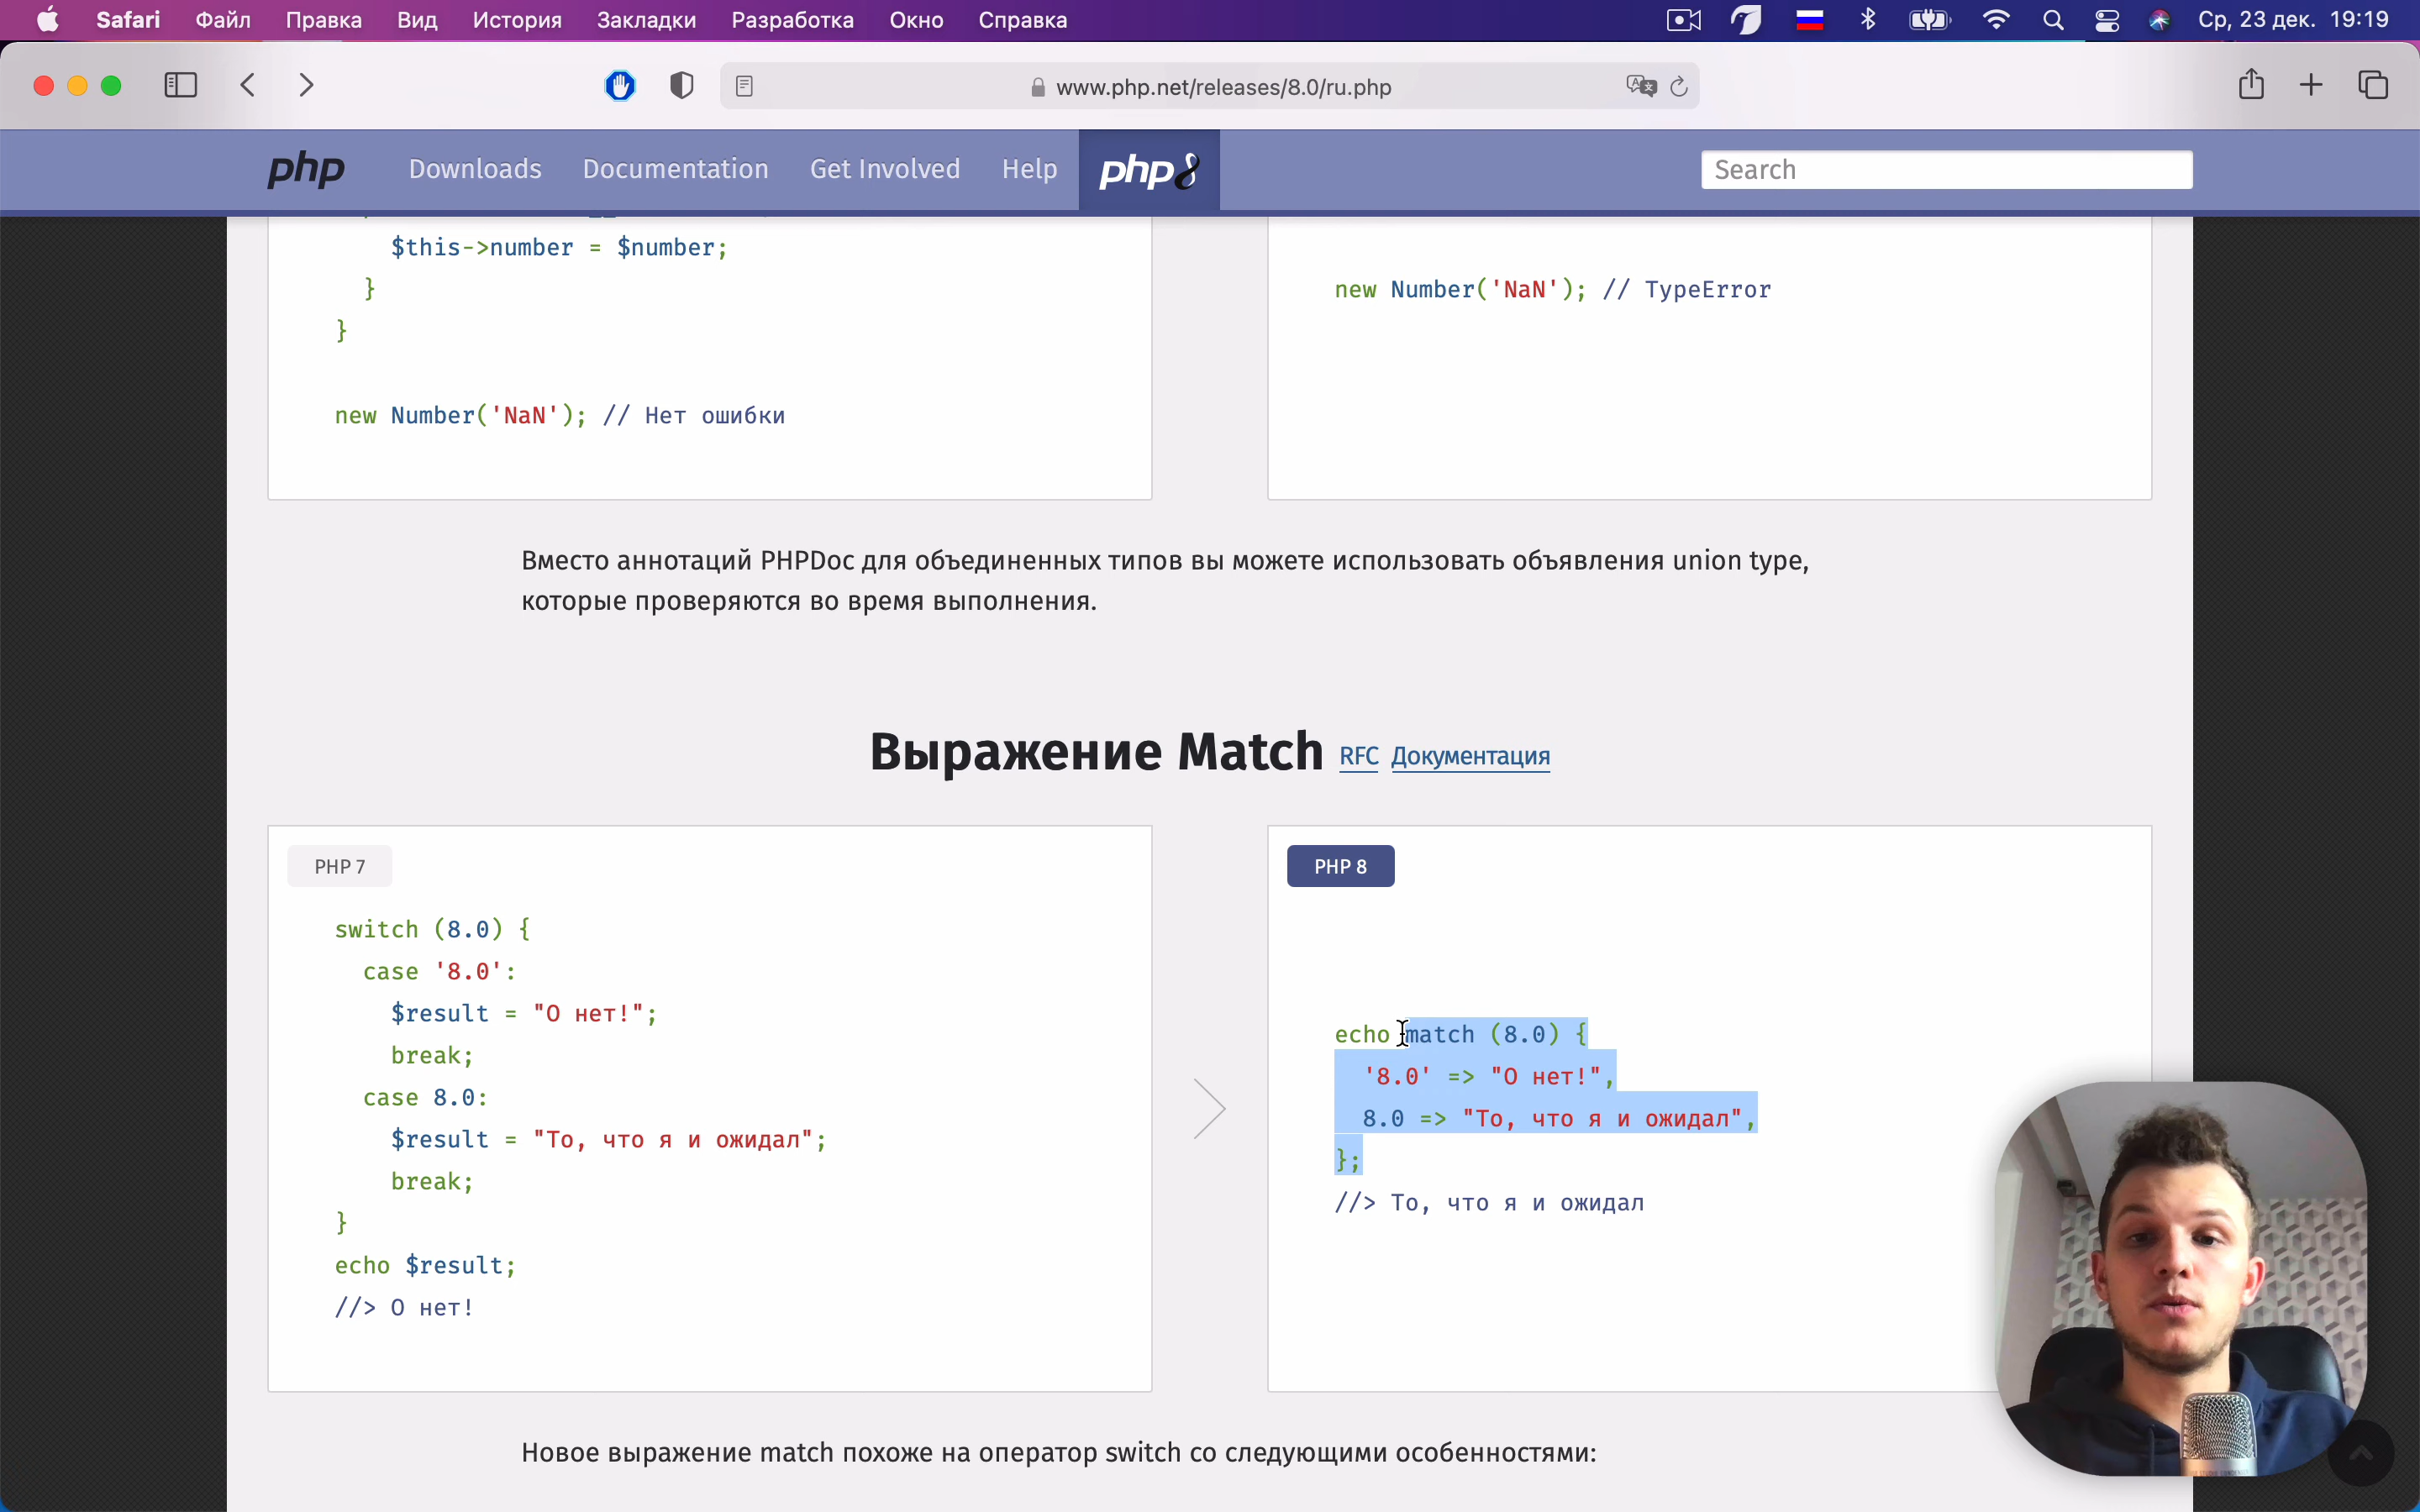 Safari Файл Правка Вид История Закладки Разработка Окно Справка Ср, 23 дек. 19:19
www.php.net/releases/8.0/ru.php
php Downloads Documentation Get Involved Help php8 Search
$this->number = $number;
}
}
new Number('NaN'); // Нет ошибки
new Number('NaN'); // TypeError
Вместо аннотаций PHPDoc для объединенных типов вы можете использовать объявления union type,
которые проверяются во время выполнения.
Выражение Match RFC Документация
PHP 7
switch (8.0) {
case '8.0':
$result = "О нет!";
break;
case 8.0:
$result = "То, что я и ожидал";
break;
}
echo $result;
//> О нет!
PHP 8
echo match (8.0) {
'8.0' => "О нет!",
8.0 => "То, что я и ожидал",
};
//> То, что я и ожидал
Новое выражение match похоже на оператор switch со следующими особенностями: